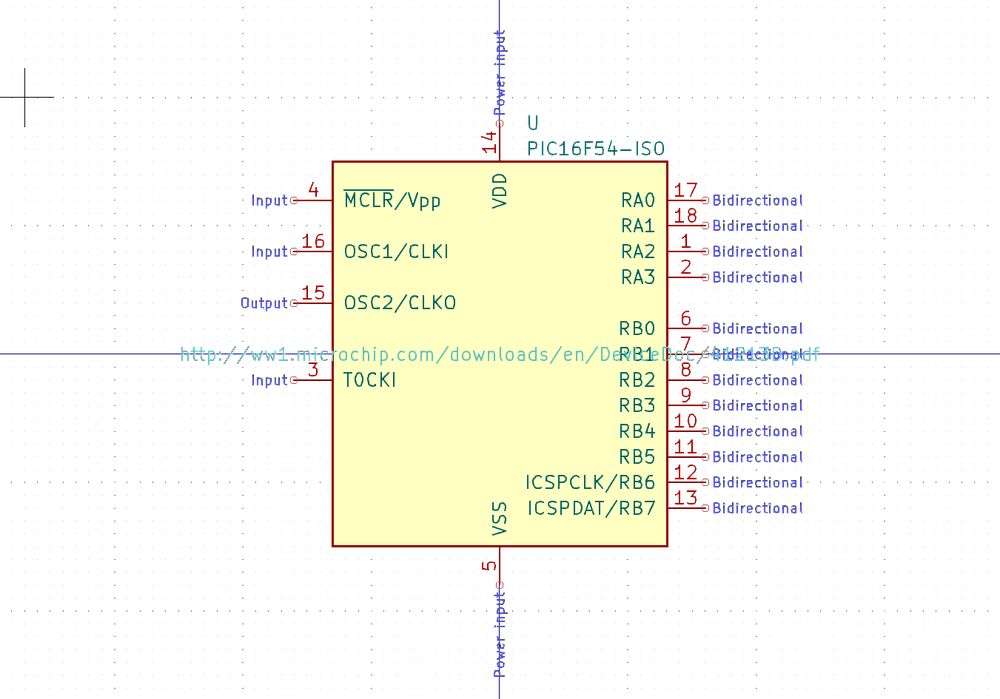 Power input
14
U
PIC16F54-ISO
VDD
Input 4 MCLR/Vpp
RA0 17 Bidirectional
RA1 18 Bidirectional
Input 16 OSC1/CLKI
RA2 1 Bidirectional
RA3 2 Bidirectional
Output 15 OSC2/CLKO
RB0 6 Bidirectional
http://ww1.microchip.com/downloads/en/DeviceDoc/
RB1 7 Bidirectional
Input 3 T0CKI
RB2 8 Bidirectional
RB3 9 Bidirectional
RB4 10 Bidirectional
RB5 11 Bidirectional
ICSPCLK/RB6 12 Bidirectional
ICSPDAT/RB7 13 Bidirectional
VSS
5
Power input